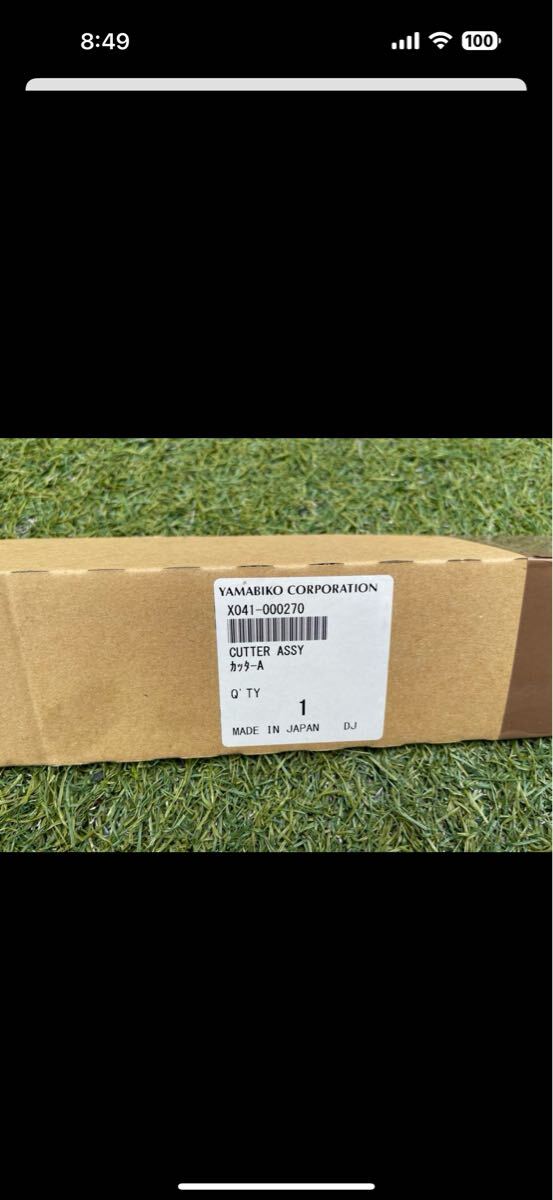 8:49
100
YAMABIKO CORPORATION
X041-000270
CUTTER ASSY
ｶｯﾀｰA
Q'TY
1
MADE IN JAPAN DJ